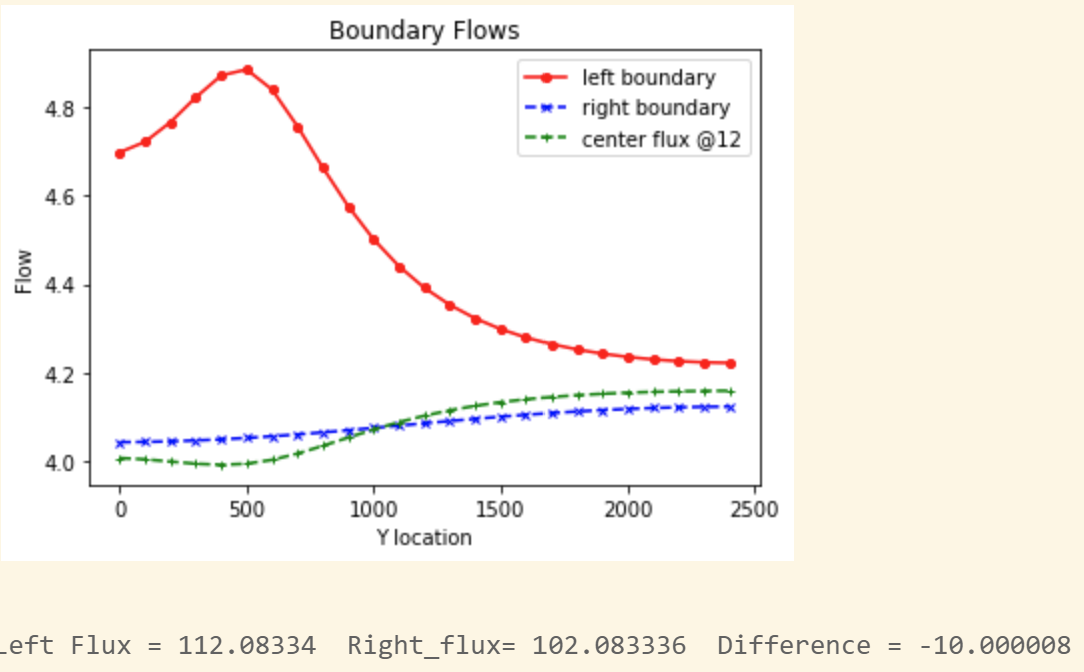 Boundary Flows
left boundary
right boundary
center flux @12
4.8
4.6
4.4
4.2
4.0
Flow
0 500 1000 1500 2000 2500
Y location
Left Flux = 112.08334 Right_flux= 102.083336 Difference = -10.000008